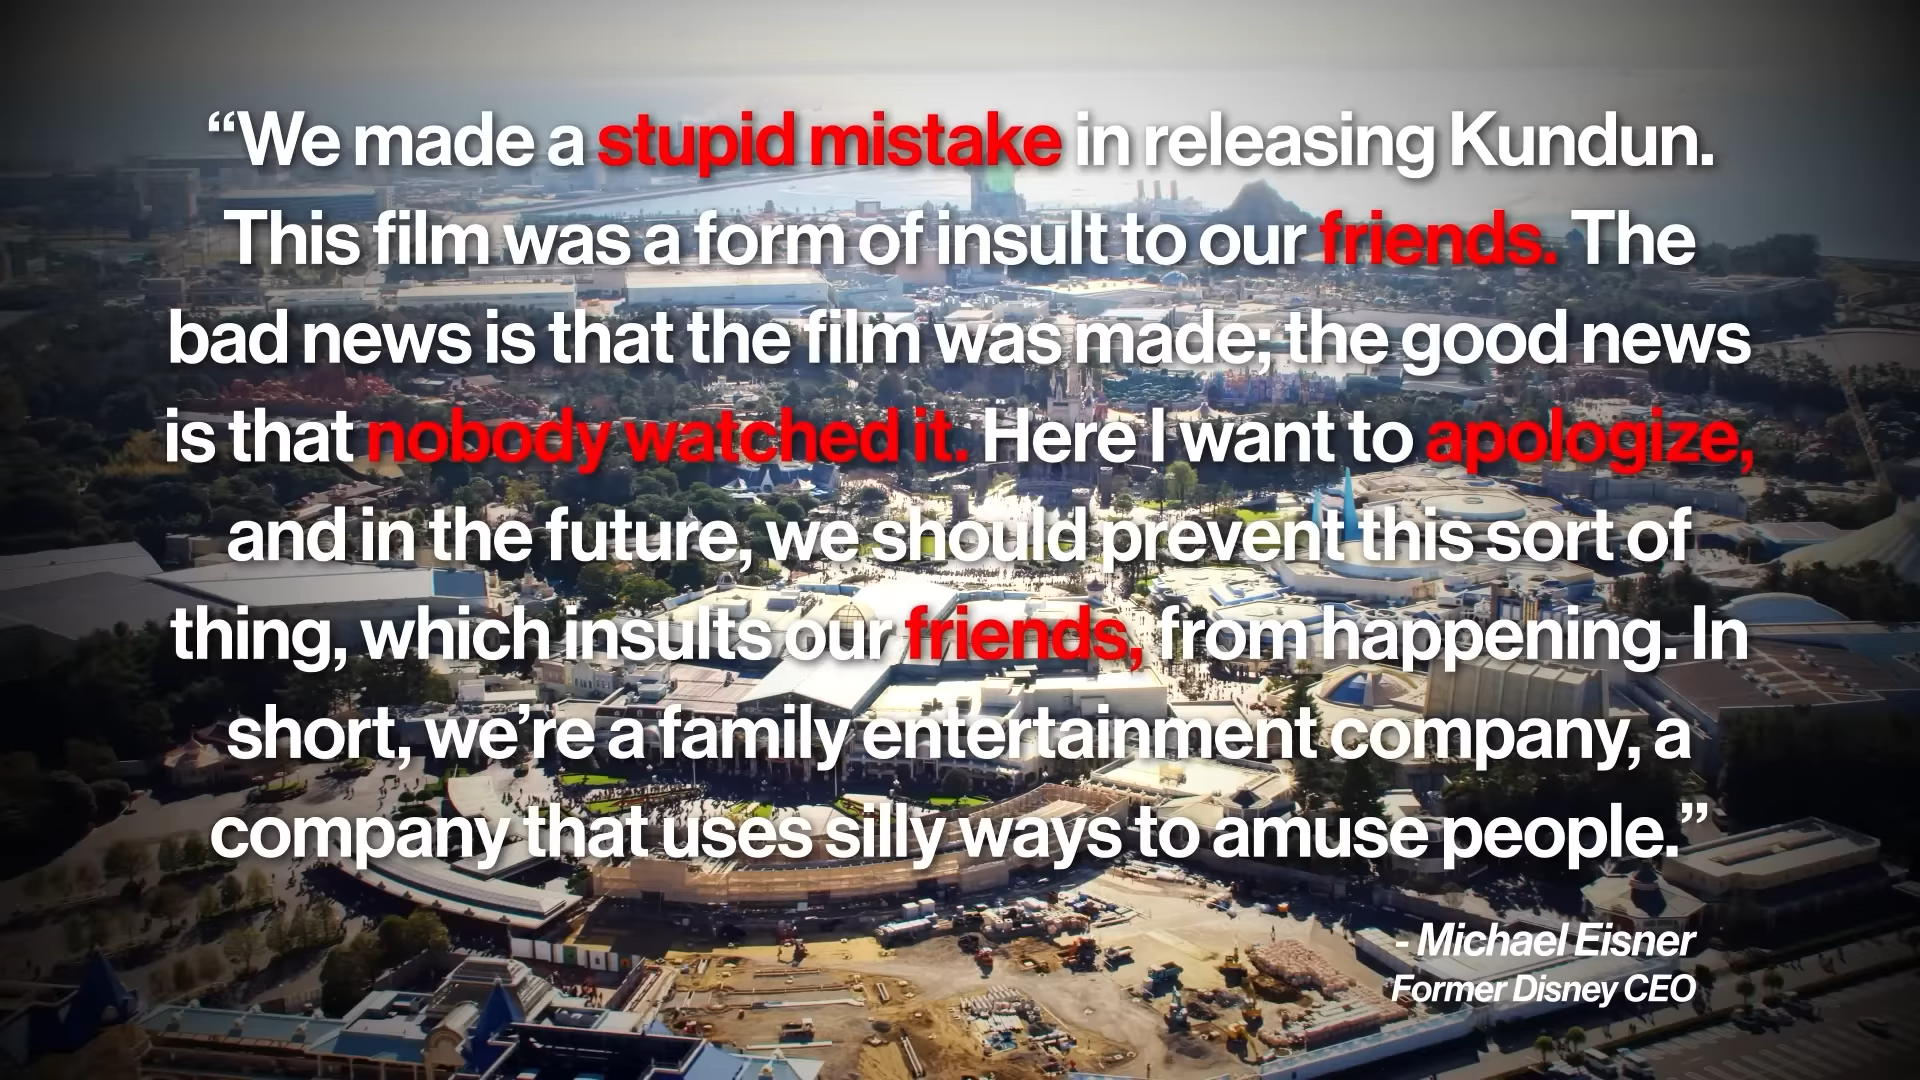 “We made a stupid mistake in releasing Kundun.
This film was a form of insult to our friends. The
bad news is that the film was made; the good news
is that nobody watched it. Here I want to apologize,
and in the future, we should prevent this sort of
thing, which insults our friends, from happening. In
short, we’re a family entertainment company, a
company that uses silly ways to amuse people.”
- Michael Eisner
Former Disney CEO